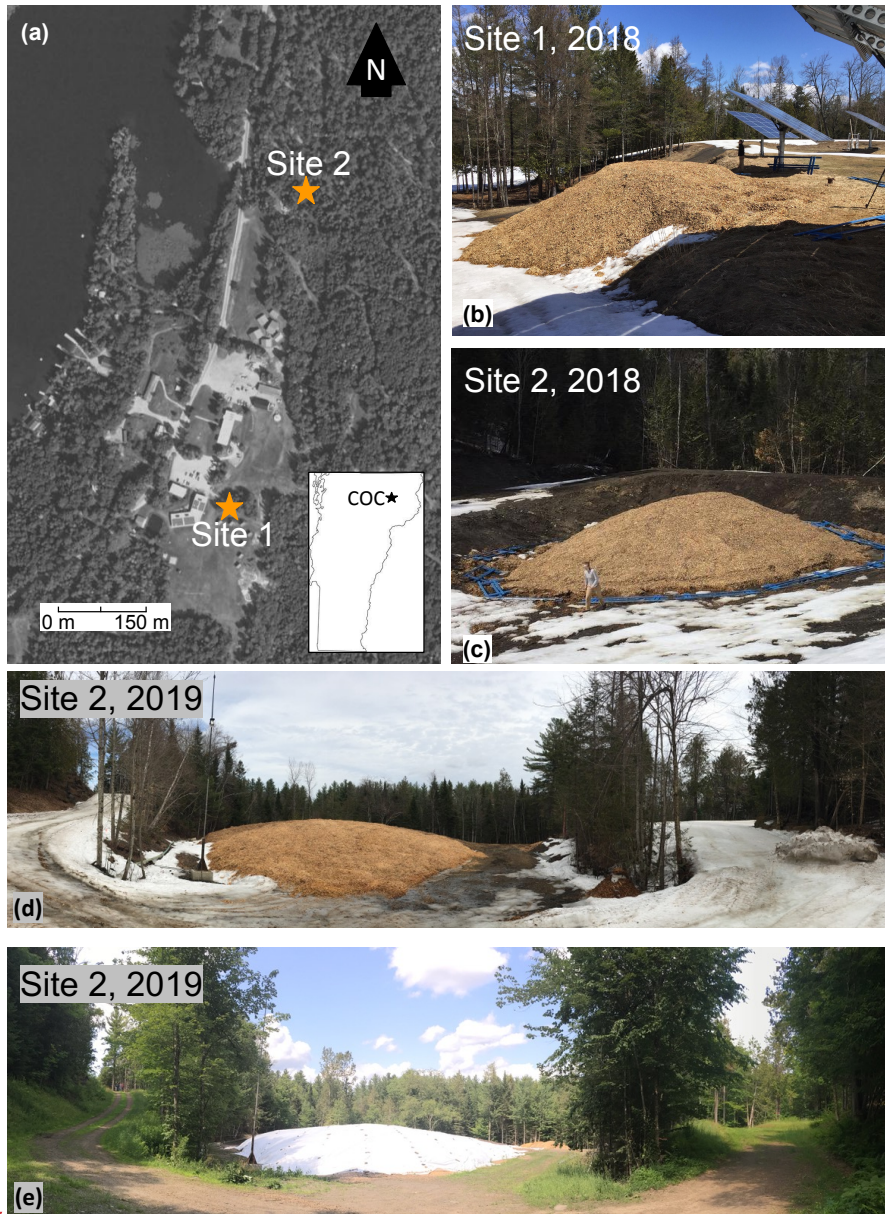 (a)
N
Site 2
Site 1
COC
0 m 150 m
Site 1, 2018
(b)
Site 2, 2018
(c)
Site 2, 2019
(d)
Site 2, 2019
(e)